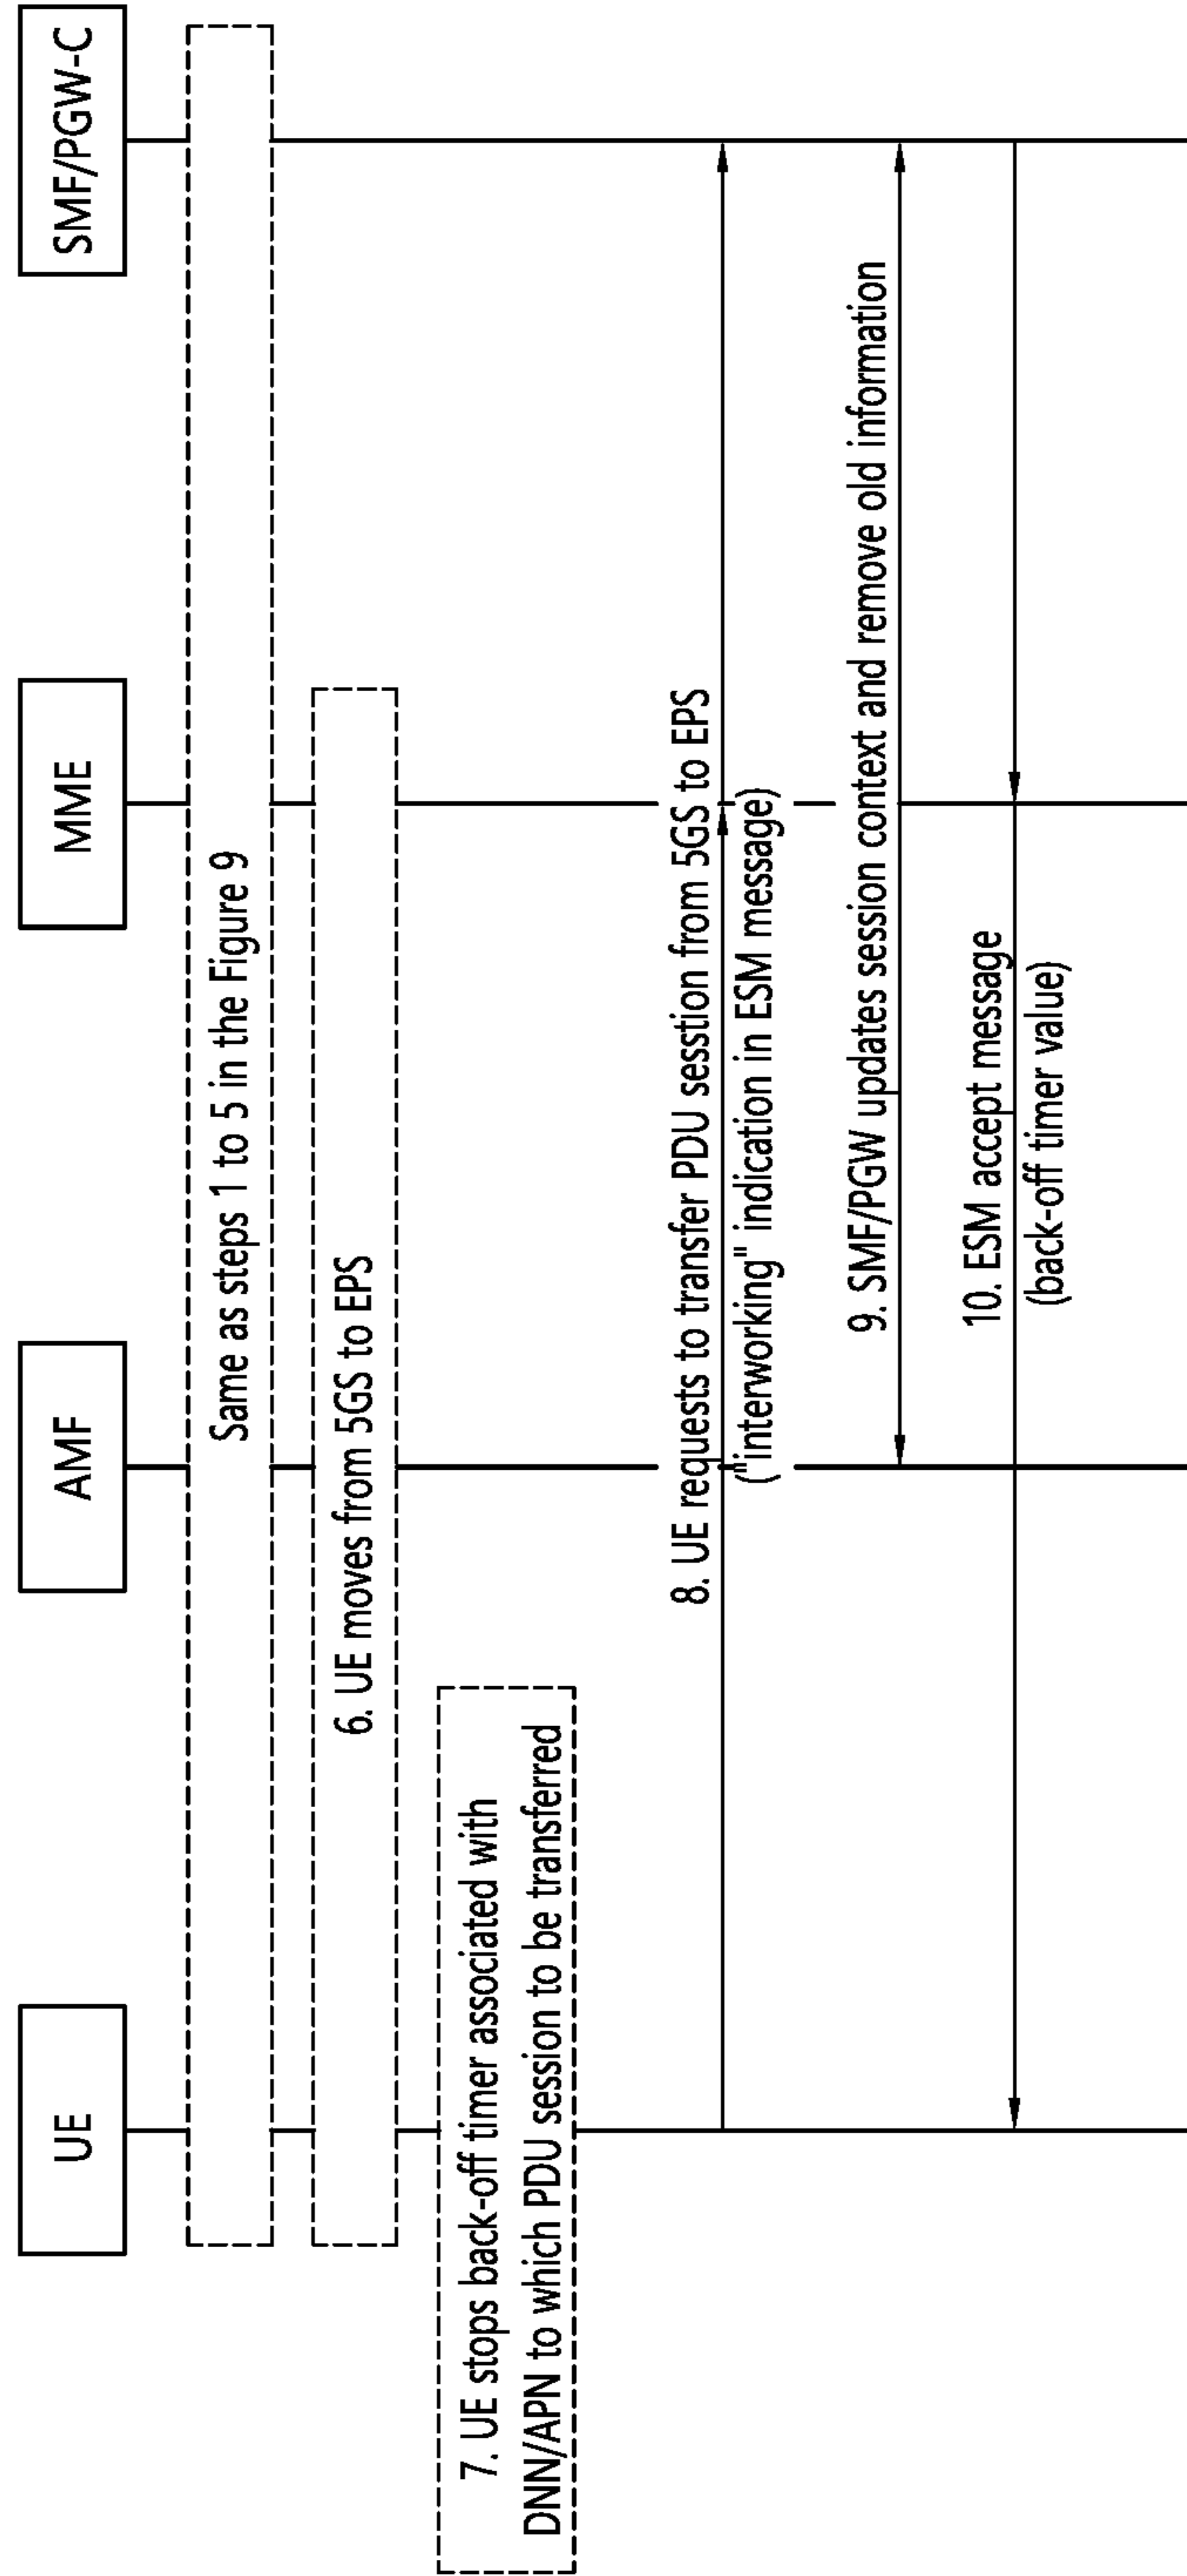 UE
AMF
MME
SMF/PGW-C
Same as steps 1 to 5 in the Figure 9
6. UE moves from 5GS to EPS
7. UE stops back-off timer associated with
DNN/APN to which PDU session to be transferred
8. UE requests to transfer PDU sesstion from 5GS to EPS
("interworking" indication in ESM message)
9. SMF/PGW updates session context and remove old information
10. ESM accept message
(back-off timer value)